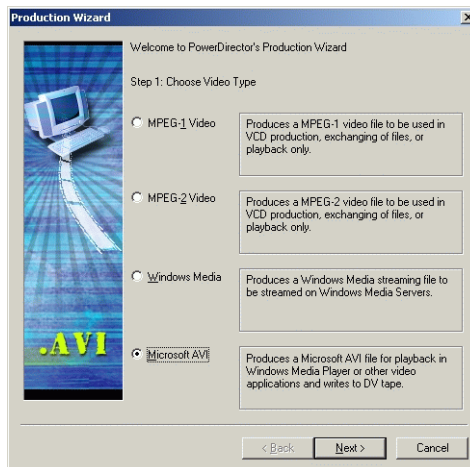 Production Wizard
Welcome to PowerDirector's Production Wizard
Step 1: Choose Video Type
MPEG-1 Video
Produces a MPEG-1 video file to be used in
VCD production, exchanging of files, or
playback only.
MPEG-2 Video
Produces a MPEG-2 video file to be used in
VCD production, exchanging of files, or
playback only.
Windows Media
Produces a Windows Media streaming file to
be streamed on Windows Media Servers.
.AVI
Microsoft AVI
Produces a Microsoft AVI file for playback in
Windows Media Player or other video
applications and writes to DV tape.
< Back
Next >
Cancel